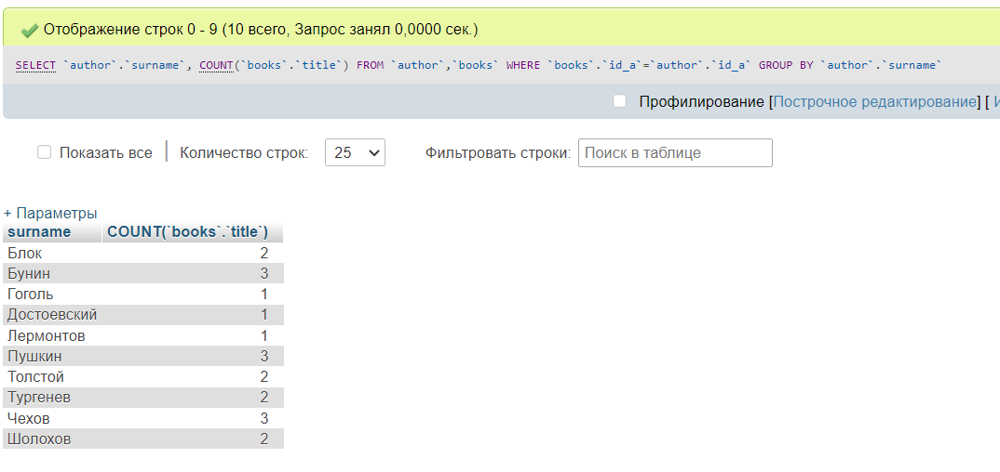 Отображение строк 0 - 9 (10 всего, Запрос занял 0,0000 сек.)
SELECT `author`.`surname`, COUNT(`books`.`title`) FROM `author`,`books` WHERE `books`.`id_a`=`author`.`id_a` GROUP BY `author`.`surname`
Профилирование [Построчное редактирование] [
Показать все Количество строк: 25 Фильтровать строки: Поиск в таблице
+ Параметры
surname COUNT(`books`.`title`)
Блок 2
Бунин 3
Гоголь 1
Достоевский 1
Лермонтов 1
Пушкин 3
Толстой 2
Тургенев 2
Чехов 3
Шолохов 2